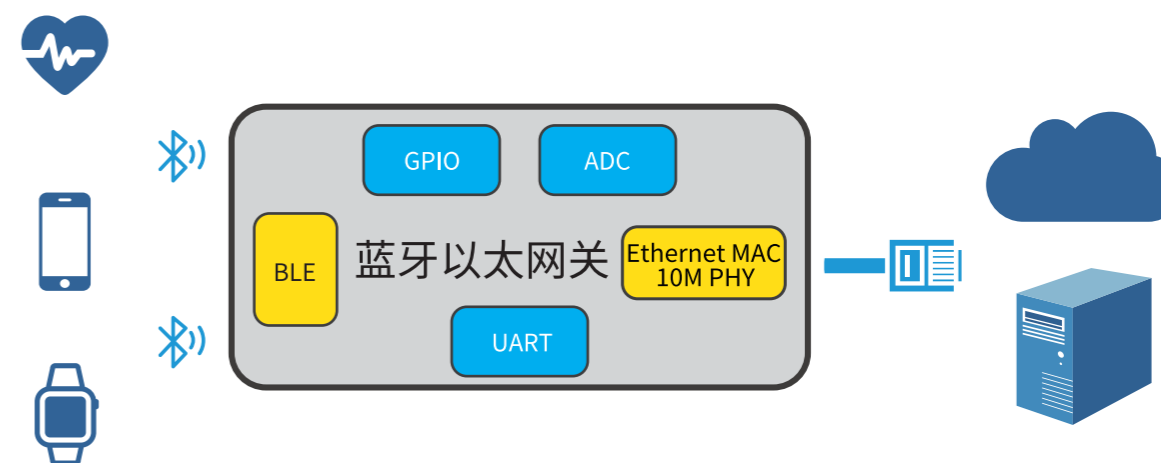 GPIO
ADC
BLE
蓝牙以太网关
Ethernet MAC
10M PHY
UART